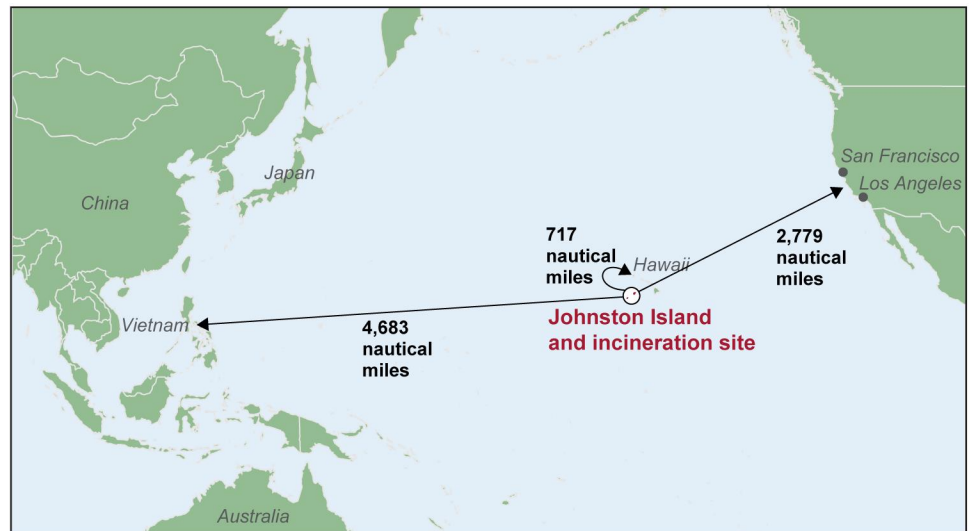 San Francisco
Los Angeles
Japan
China
717
nautical
miles
Hawaii
2,779
nautical
miles
Vietnam
4,683
nautical
miles
Johnston Island
and incineration site
Australia